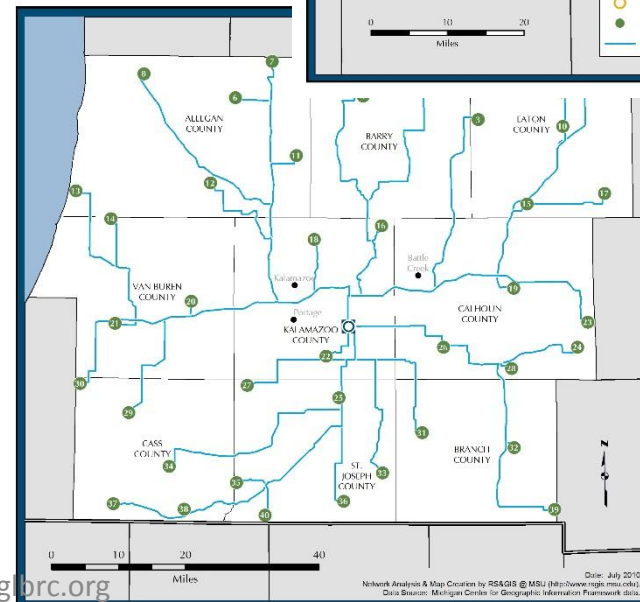 0 10 20
Miles
7
8
6
ALLEGAN
COUNTY
BARRY
COUNTY
3
EATON
COUNTY
10
11
12
13
14
15
17
16
18
Kalamazoo
Battle
Creek
VAN BUREN
COUNTY
20
19
CALHOUN
COUNTY
Portage
KALAMAZOO
COUNTY
21
22
23
26
24
28
30
27
29
25
31
CASS
COUNTY
34
ST.
JOSEPH
COUNTY
33
BRANCH
COUNTY
32
N
35
36
37
38
40
39
0 10 20 40
Miles
glbrc.org
Date: July 2010
Network Analysis & Map Creation by RS&GIS @ MSU (http://www.rsgis.msu.edu).
Data Source: Michigan Center for Geographic Information Framework data.